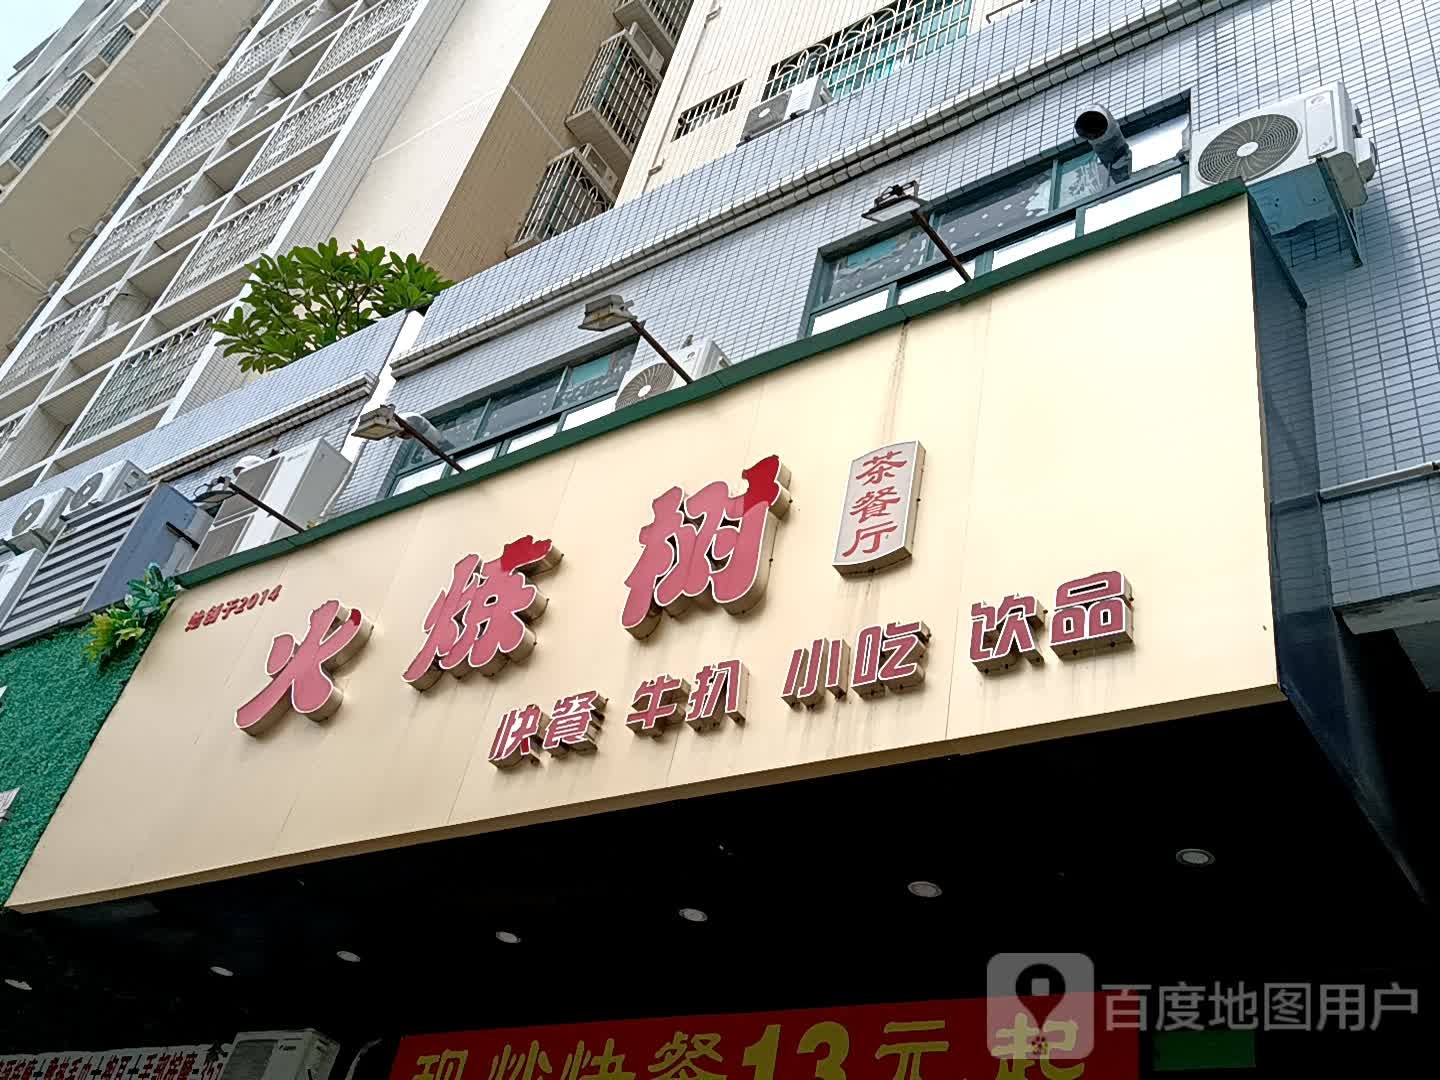 始创于2014
火炼树
茶餐厅
快餐 牛扒 小吃 饮品
现炒快餐13元起
百度地图用户